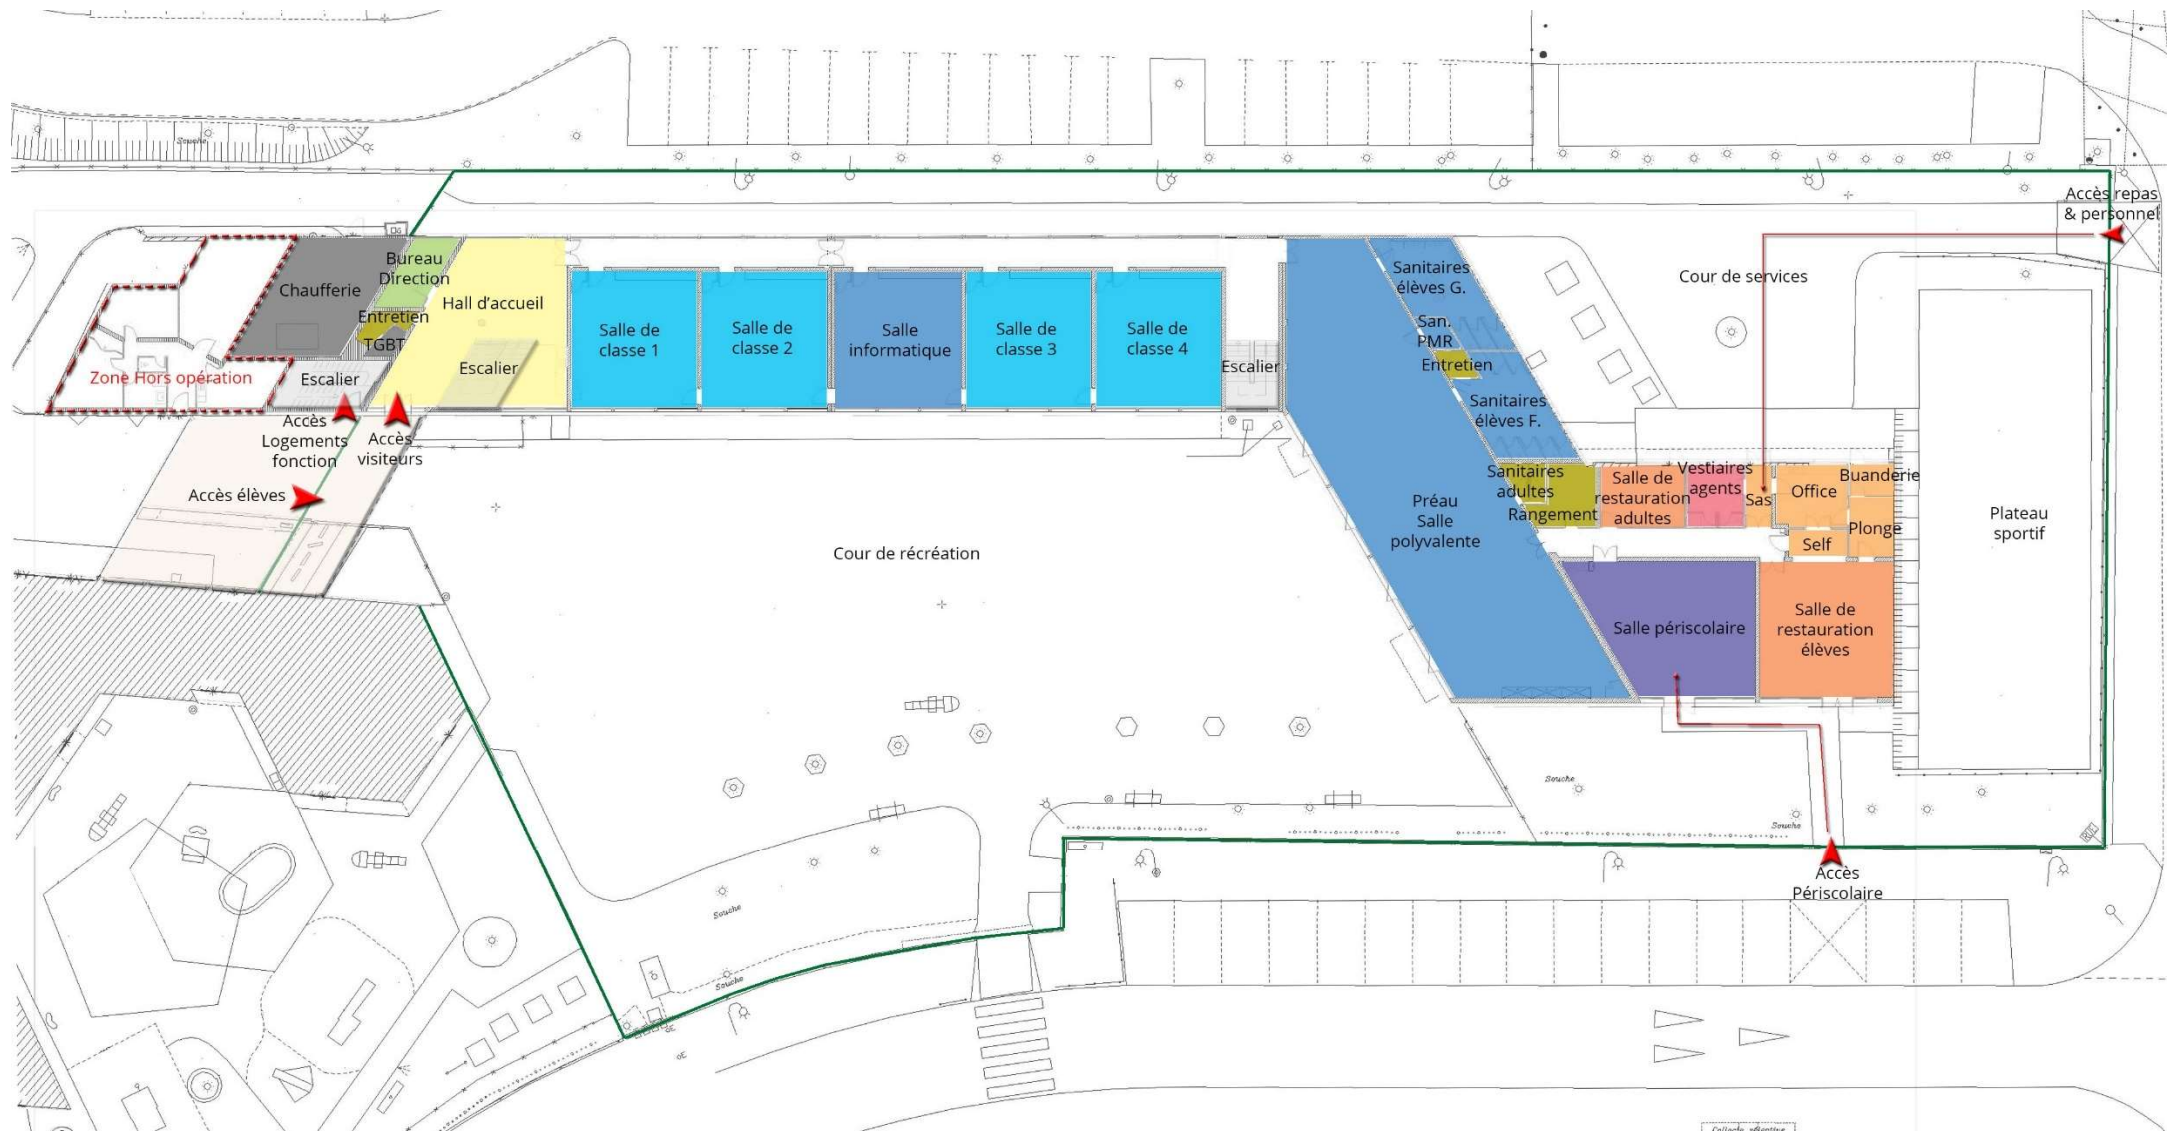 Souche
Accès repas
& personnel
Bureau
Direction
Chaufferie
Hall d'accueil
Entretien
TGBT
Zone Hors opération
Escalier
Escalier
Salle de
classe 1
Salle de
classe 2
Salle
informatique
Salle de
classe 3
Salle de
classe 4
Escalier
Sanitaires
élèves G.
San.
PMR
Entretien
Sanitaires
élèves F.
Cour de services
Accès
Logements
fonction
Accès
visiteurs
Accès élèves
Sanitaires
adultes
Rangement
Salle de
restauration
adultes
Vestiaires
agents
Sas
Office
Buanderie
Plonge
Self
Préau
Salle
polyvalente
Plateau
sportif
Cour de récréation
Salle périscolaire
Salle de
restauration
élèves
Souche
Souche
Accès
Périscolaire
Souche
Souche
Collecte sélective